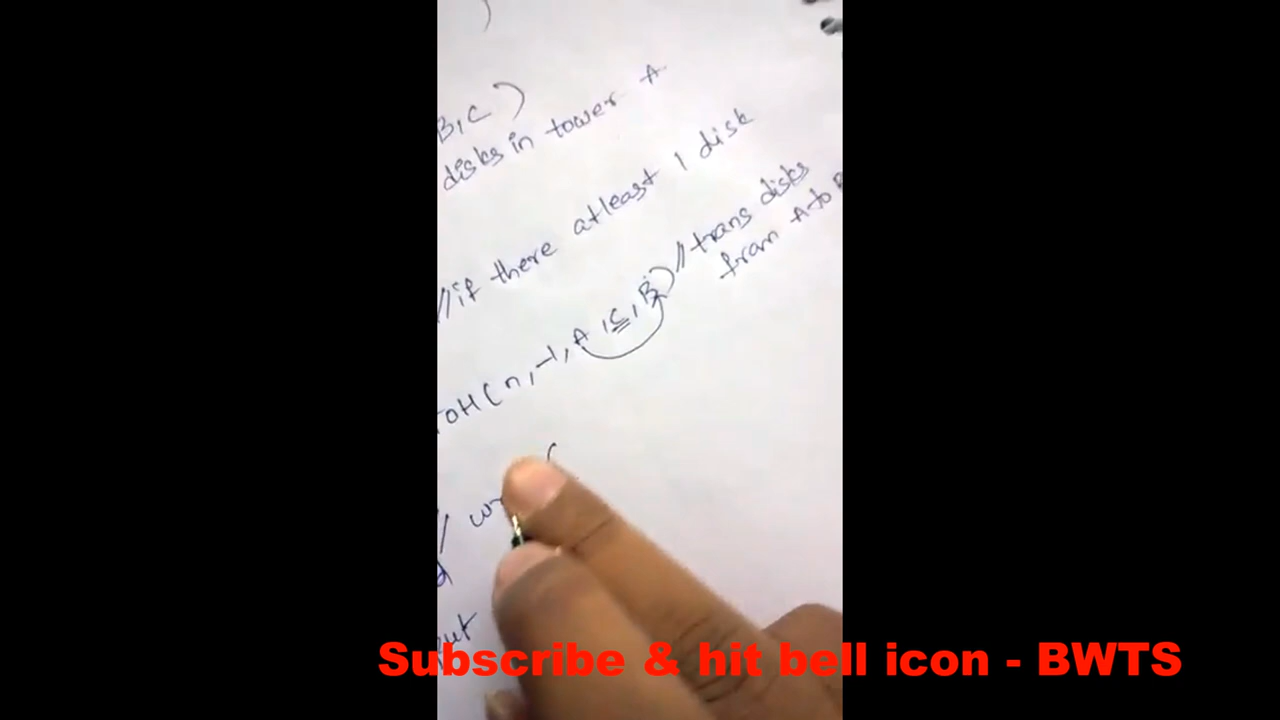 B,C)
disks in tower A
//if there atleast 1 disk
TOH(n,-1,A,C,B) //trans disks
from A to B
//
Subscribe & hit bell icon - BWTS